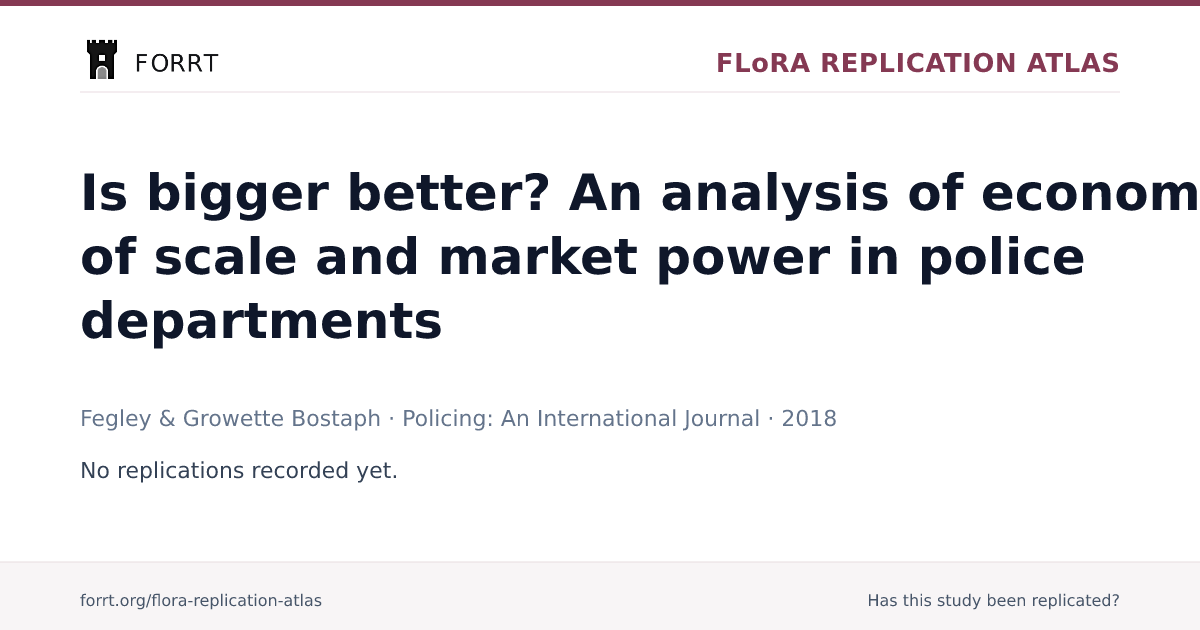 FORRT
FLoRA REPLICATION ATLAS
Is bigger better? An analysis of econom
of scale and market power in police
departments
Fegley & Growette Bostaph · Policing: An International Journal · 2018
No replications recorded yet.
forrt.org/flora-replication-atlas
Has this study been replicated?